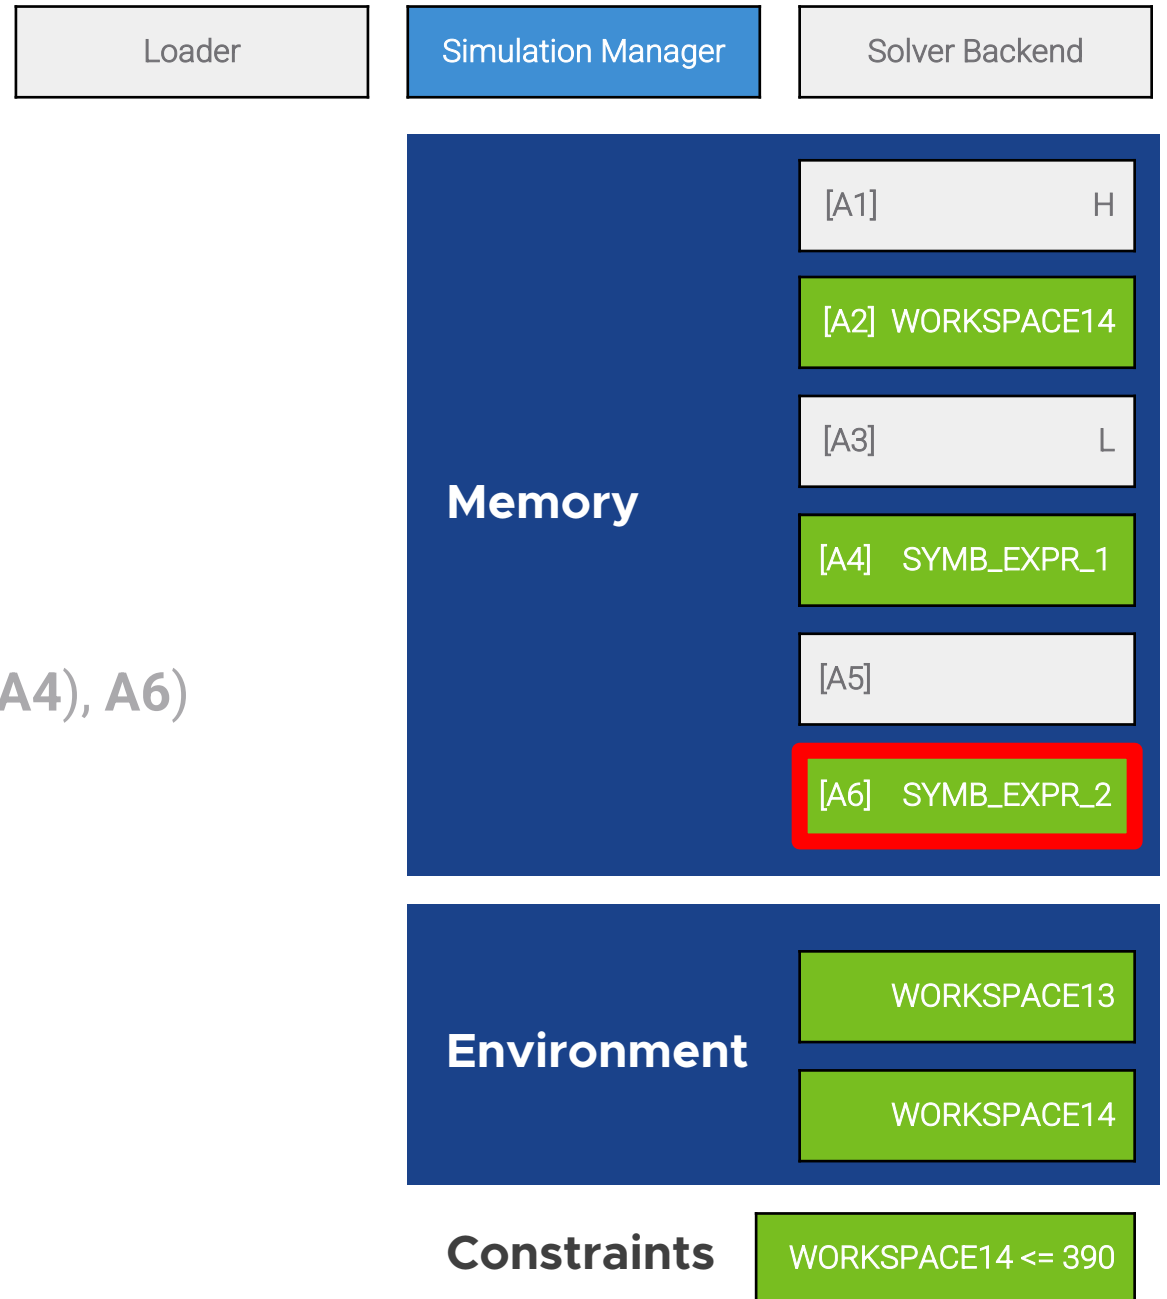 Loader
Simulation Manager
Solver Backend
[A1] H
[A2] WORKSPACE14
[A3] L
Memory
[A4] SYMB_EXPR_1
[A5]
A4), A6)
[A6] SYMB_EXPR_2
WORKSPACE13
Environment
WORKSPACE14
Constraints
WORKSPACE14 <= 390